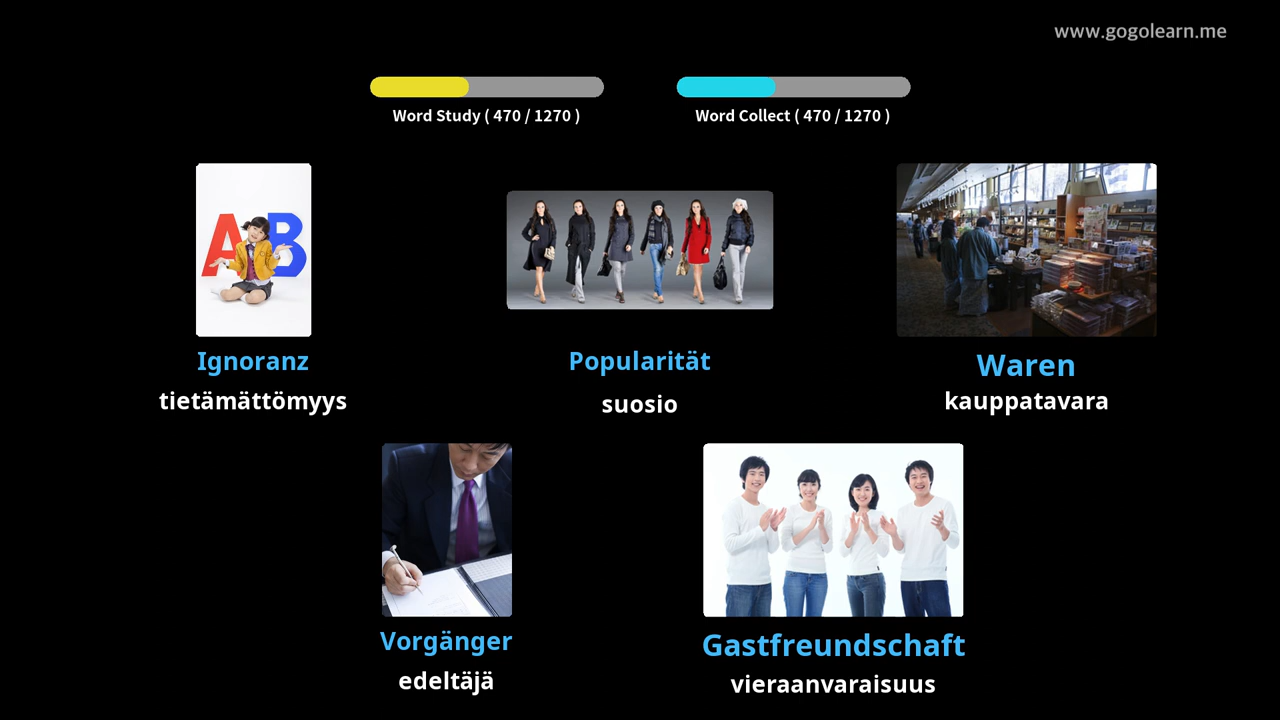 www.gogolearn.me
Word Study ( 470 / 1270 )
Word Collect ( 470 / 1270 )
AB
Ignoranz
tietämättömyys
Popularität
suosio
Waren
kauppatavara
Vorgänger
edeltäjä
Gastfreundschaft
vieraanvaraisuus